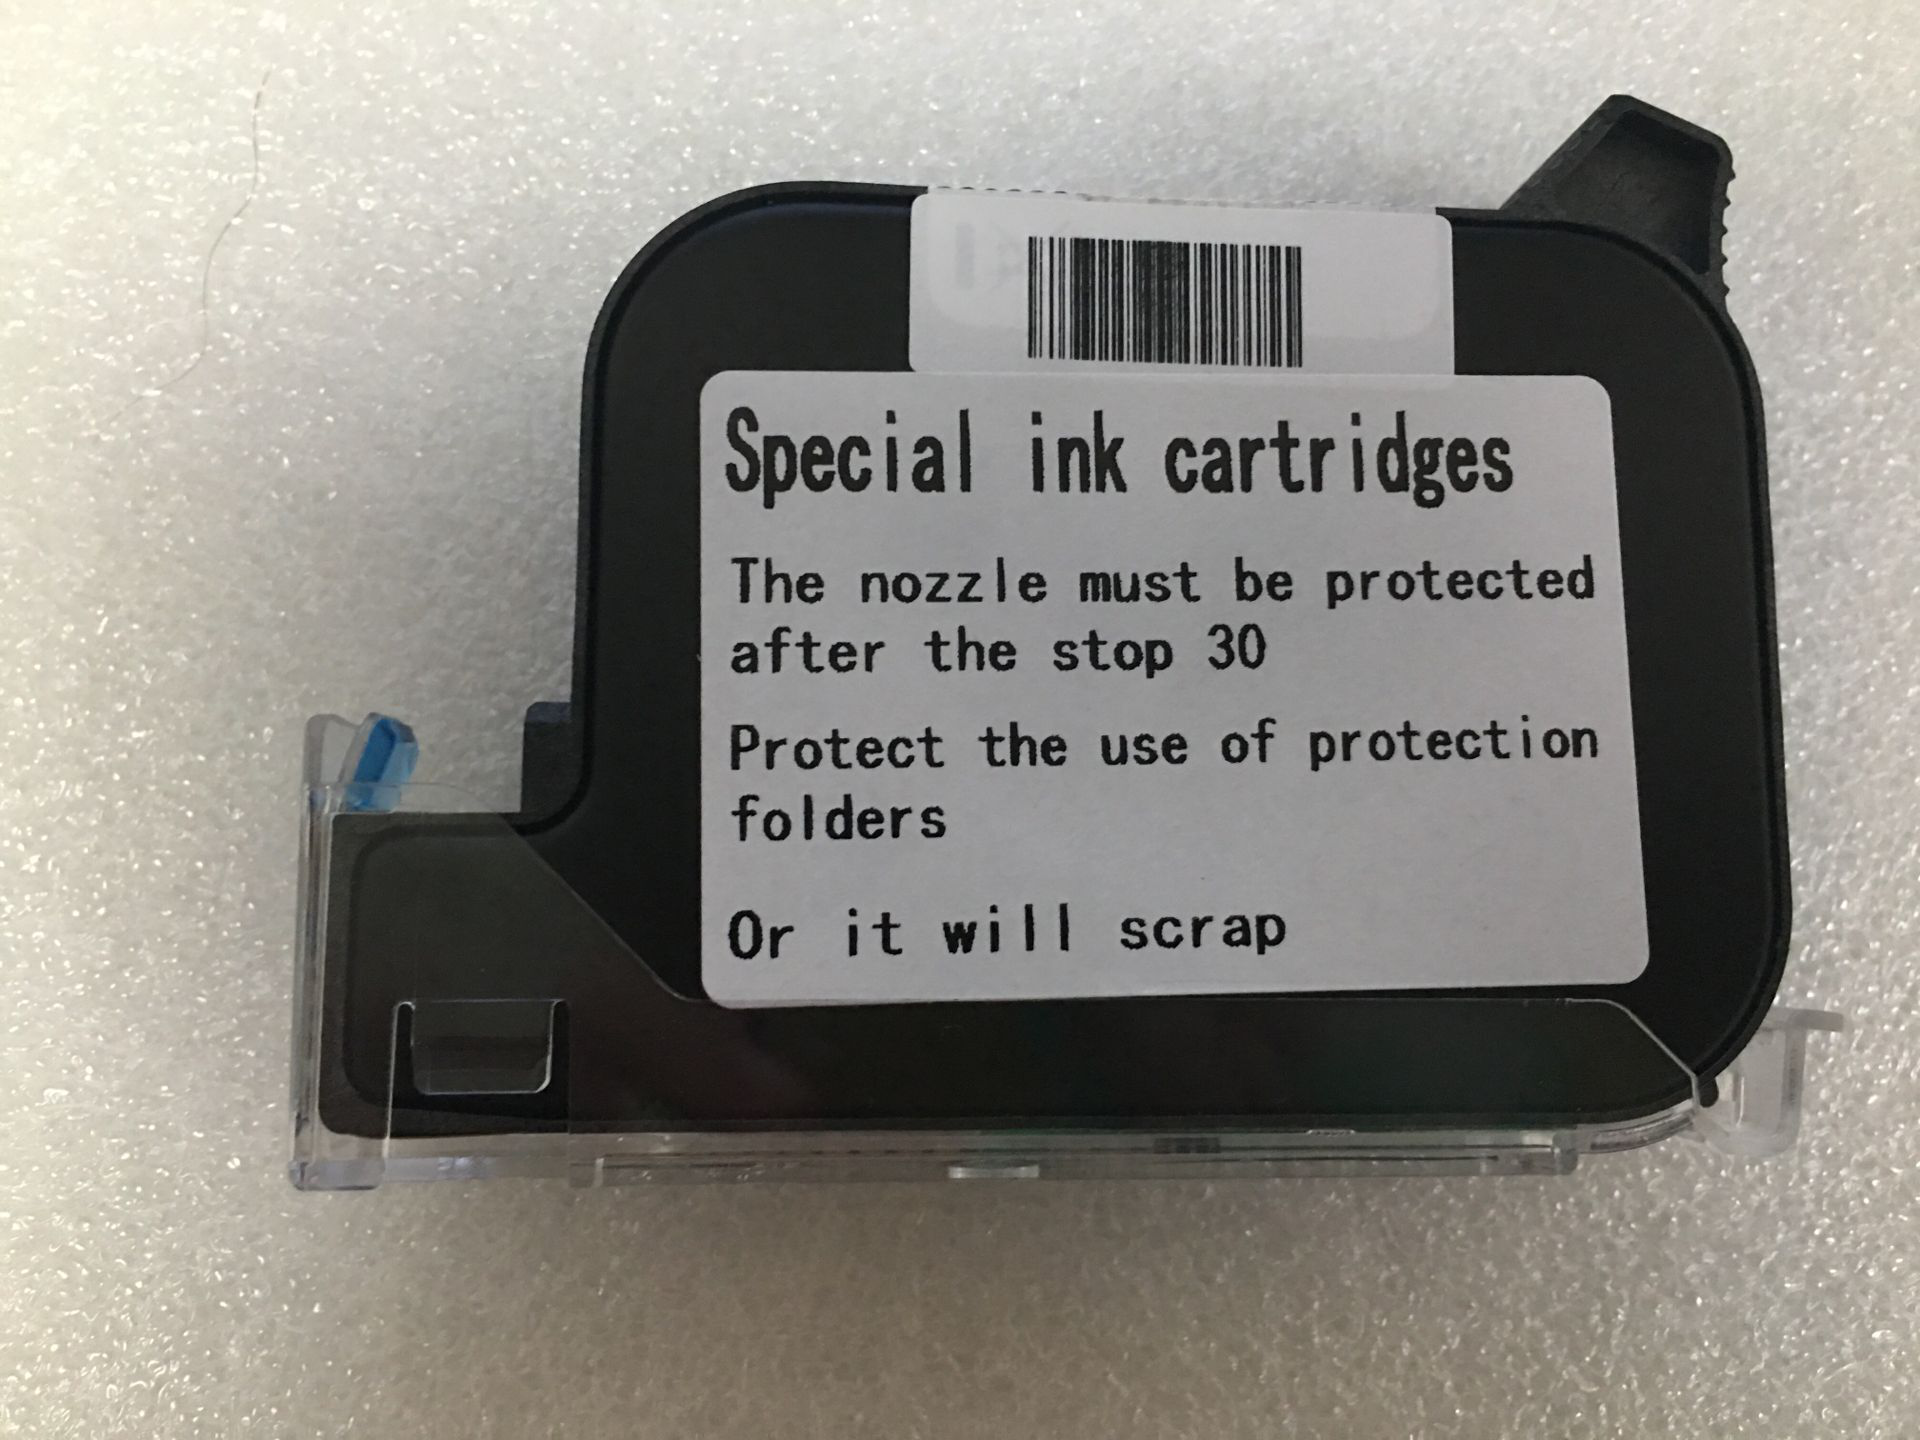 Special ink cartridges
The nozzle must be protected
after the stop 30
Protect the use of protection
folders
Or it will scrap